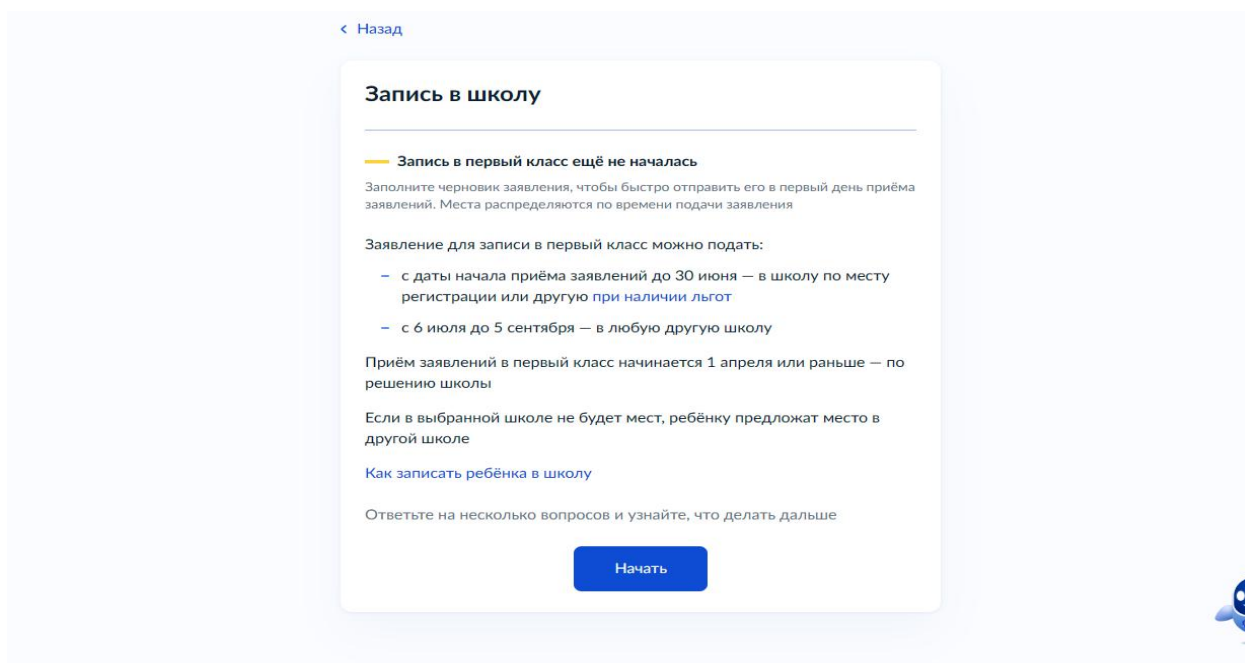 Назад
Запись в школу
Запись в первый класс ещё не началась
Заполните черновик заявления, чтобы быстро отправить его в первый день приёма
заявлений. Места распределяются по времени подачи заявления
Заявление для записи в первый класс можно подать:
– с даты начала приёма заявлений до 30 июня — в школу по месту
регистрации или другую при наличии льгот
– с 6 июля до 5 сентября — в любую другую школу
Приём заявлений в первый класс начинается 1 апреля или раньше — по
решению школы
Если в выбранной школе не будет мест, ребёнку предложат место в
другой школе
Как записать ребёнка в школу
Ответьте на несколько вопросов и узнайте, что делать дальше
Начать